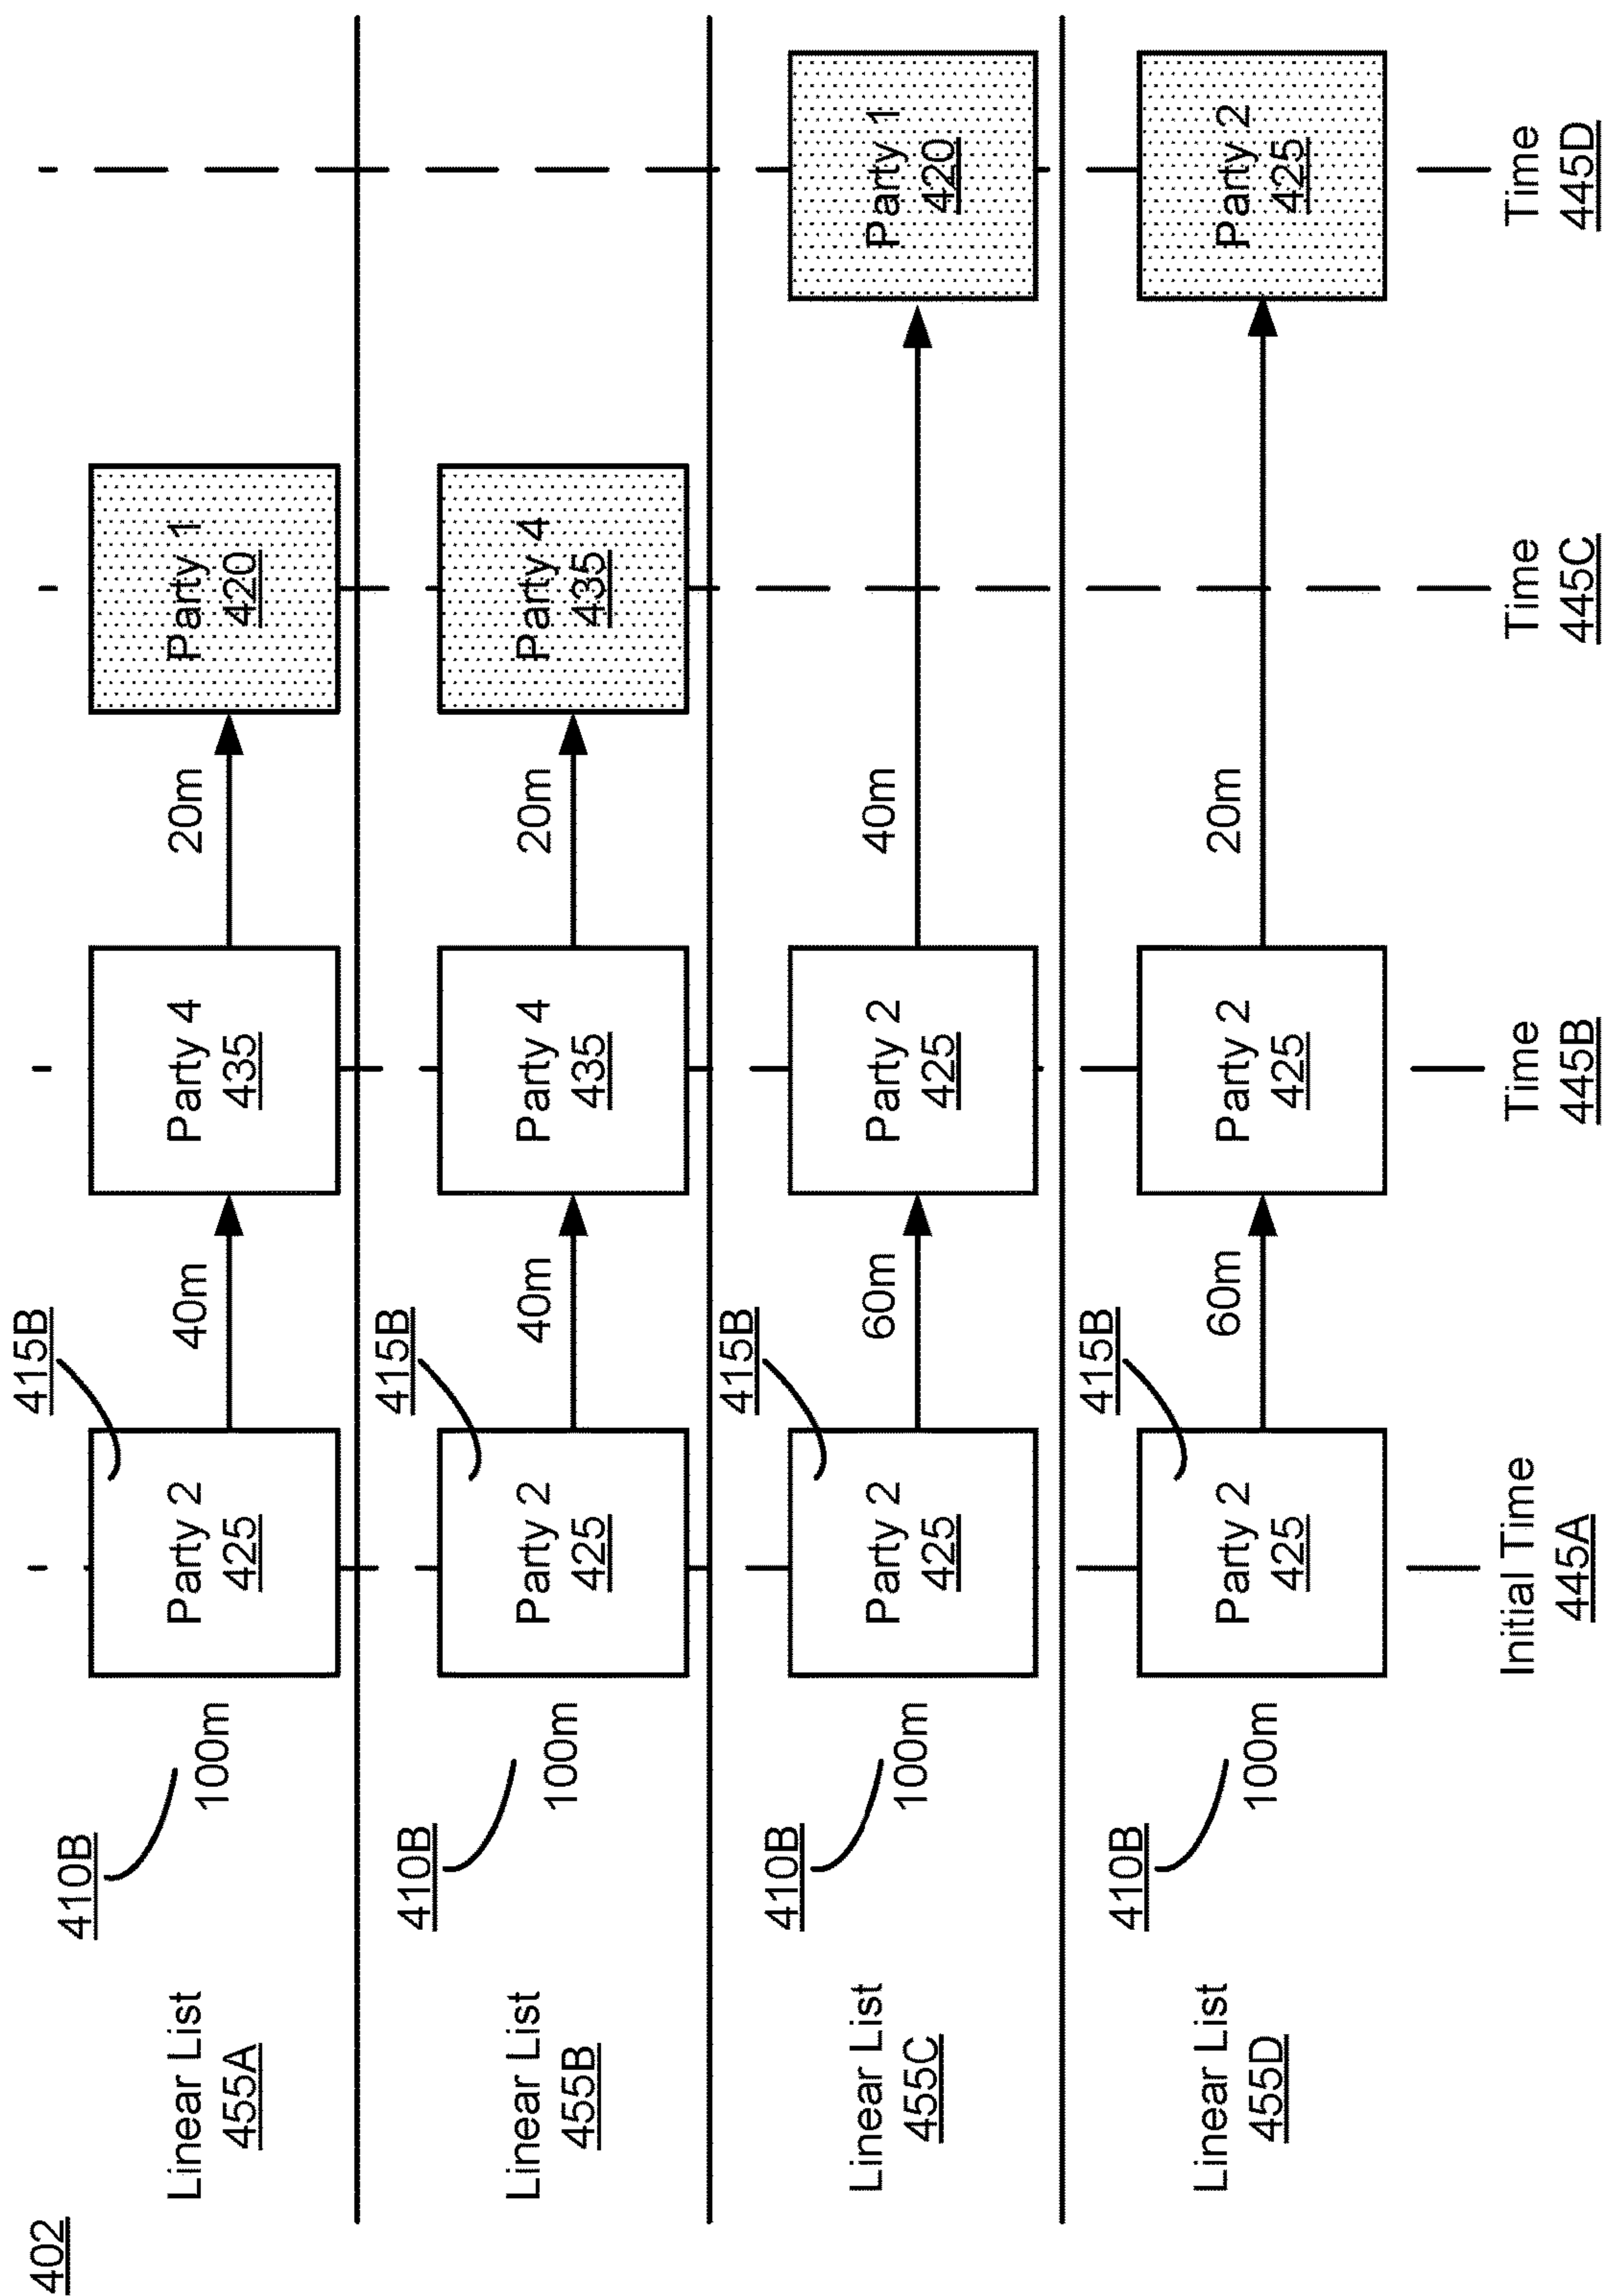 402
Linear List
455A
410B
100m
415B
Party 2
425
40m
Party 4
435
20m
Party 1
420
Linear List
455B
410B
100m
415B
Party 2
425
40m
Party 4
435
20m
Party 4
435
Linear List
455C
410B
100m
415B
Party 2
425
60m
Party 2
425
40m
Party 1
420
Linear List
455D
410B
100m
415B
Party 2
425
60m
Party 2
425
20m
Party 2
425
Initial Time
445A
Time
445B
Time
445C
Time
445D